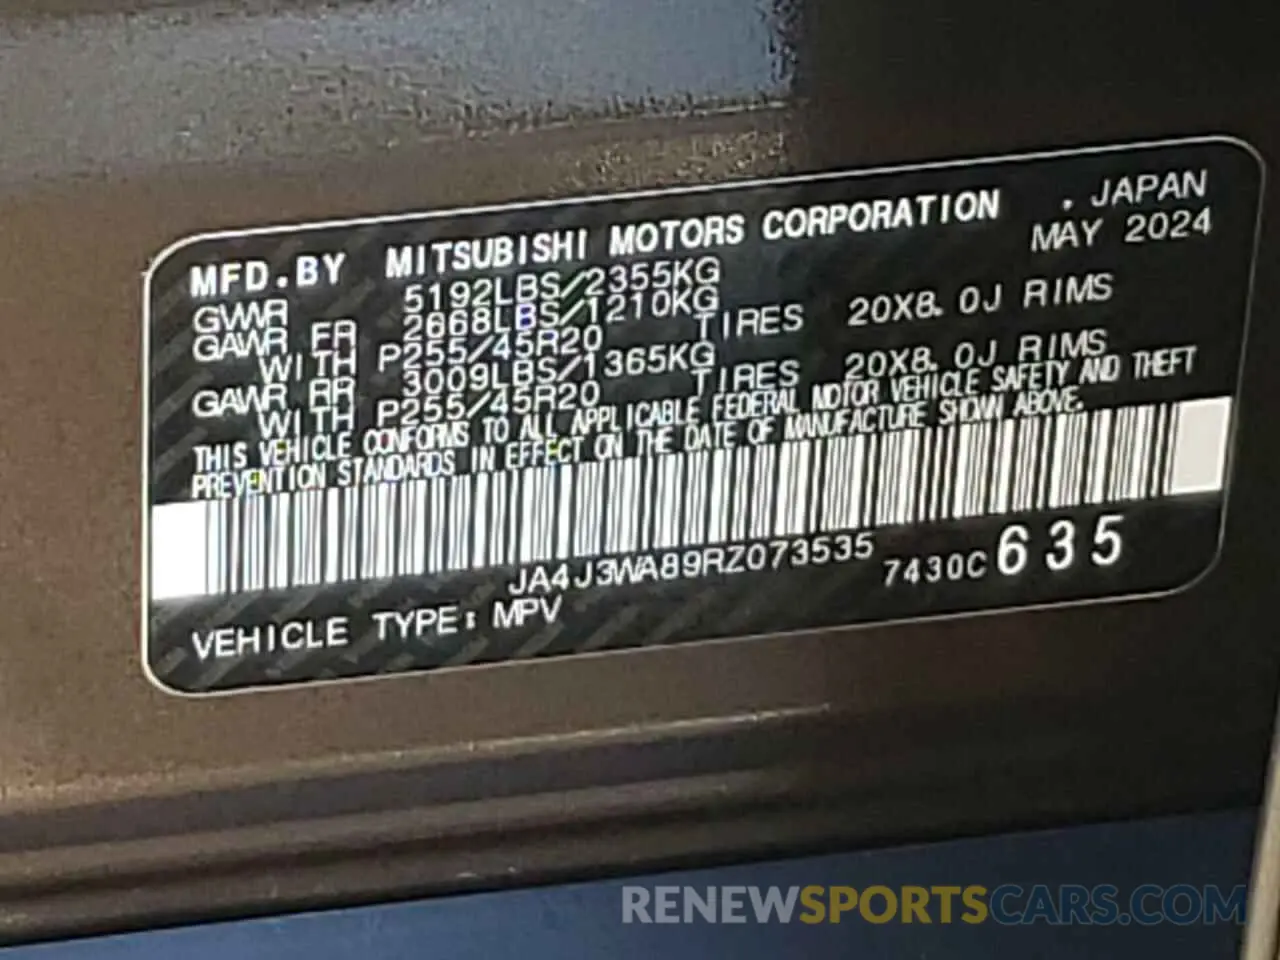 MFD.BY MITSUBISHI MOTORS CORPORATION . JAPAN
MAY 2024
GVWR 5192LBS/2355KG
GAWR FR 2668LBS/1210KG
WITH P255/45R20 TIRES 20X8.0J RIMS
GAWR RR 3009LBS/1365KG
WITH P255/45R20 TIRES 20X8.0J RIMS
THIS VEHICLE CONFORMS TO ALL APPLICABLE FEDERAL MOTOR VEHICLE SAFETY AND THEFT
PREVENTION STANDARDS IN EFFECT ON THE DATE OF MANUFACTURE SHOWN ABOVE.
JA4J3WA89RZ073535 7430C 635
VEHICLE TYPE: MPV
RENEWSPORTSCARS.COM